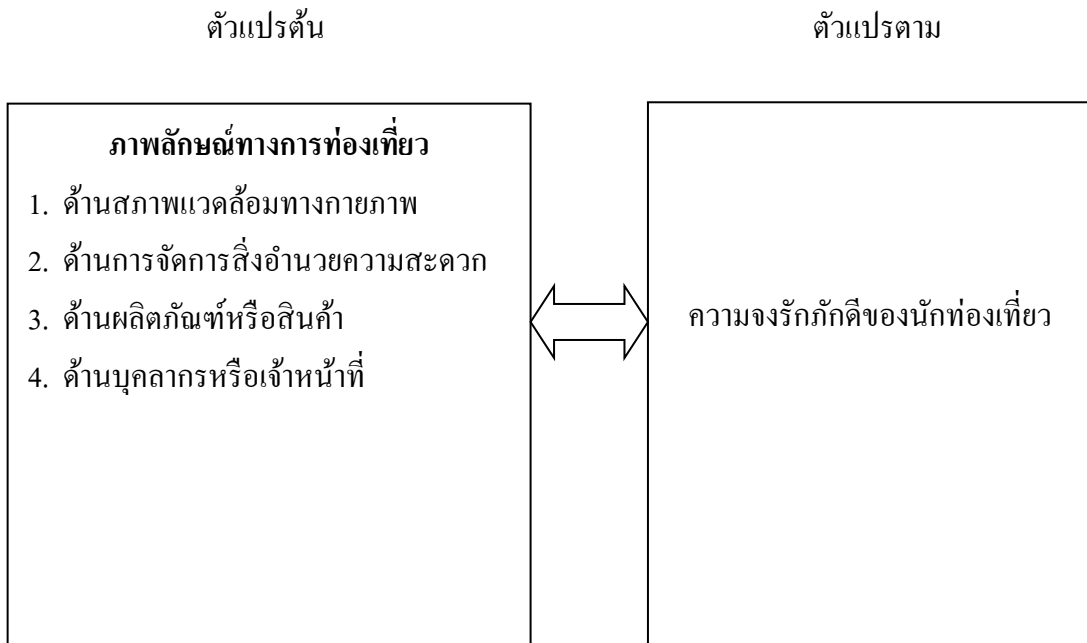 ตัวแปรต้น
ตัวแปรตาม
ภาพลักษณ์ทางการท่องเที่ยว
1. ด้านสภาพแวดล้อมทางกายภาพ
2. ด้านการจัดการสิ่งอำนวยความสะดวก
3. ด้านผลิตภัณฑ์หรือสินค้า
4. ด้านบุคลากรหรือเจ้าหน้าที่
ความจงรักภักดีของนักท่องเที่ยว